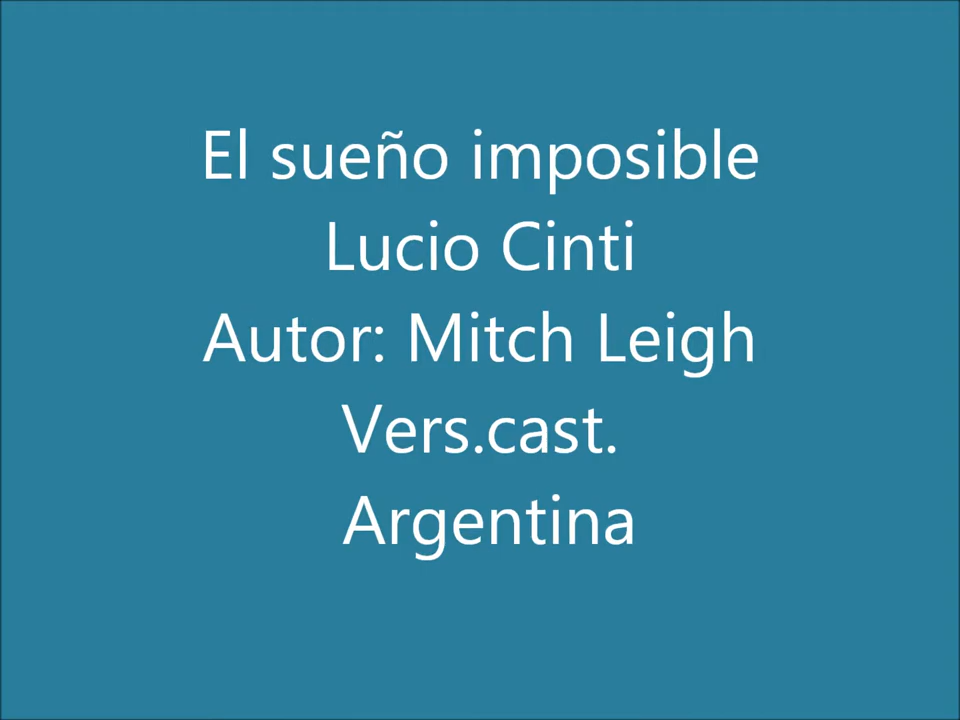 El sueño imposible
Lucio Cinti
Autor: Mitch Leigh
Vers.cast.
Argentina